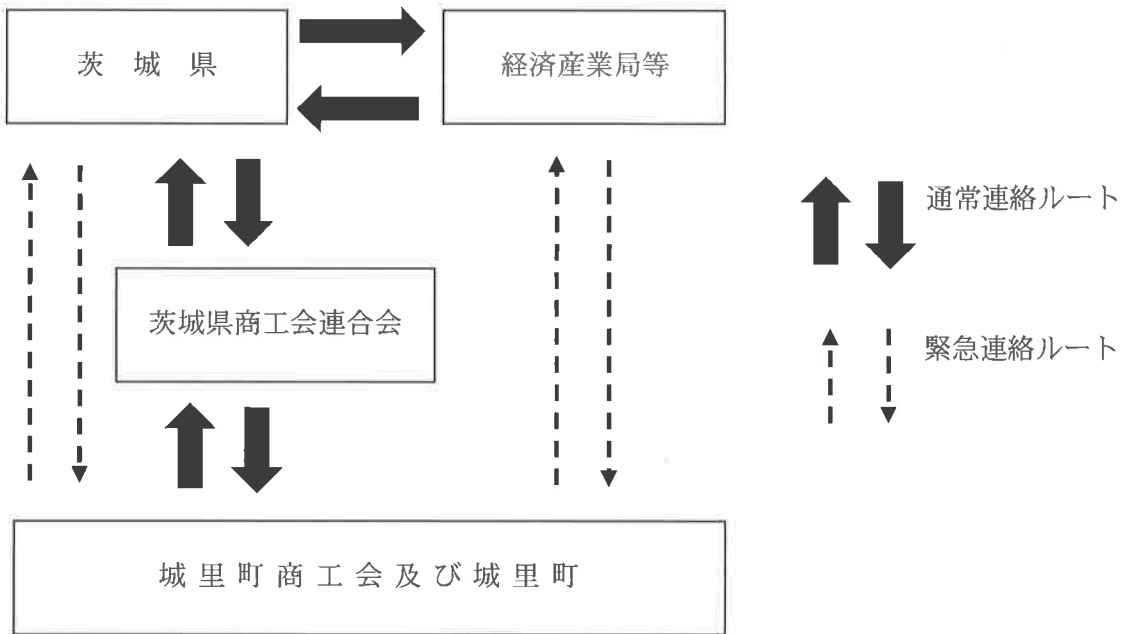 茨城県
経済産業局等
通常連絡ルート
茨城県商工会連合会
緊急連絡ルート
城里町商工会及び城里町